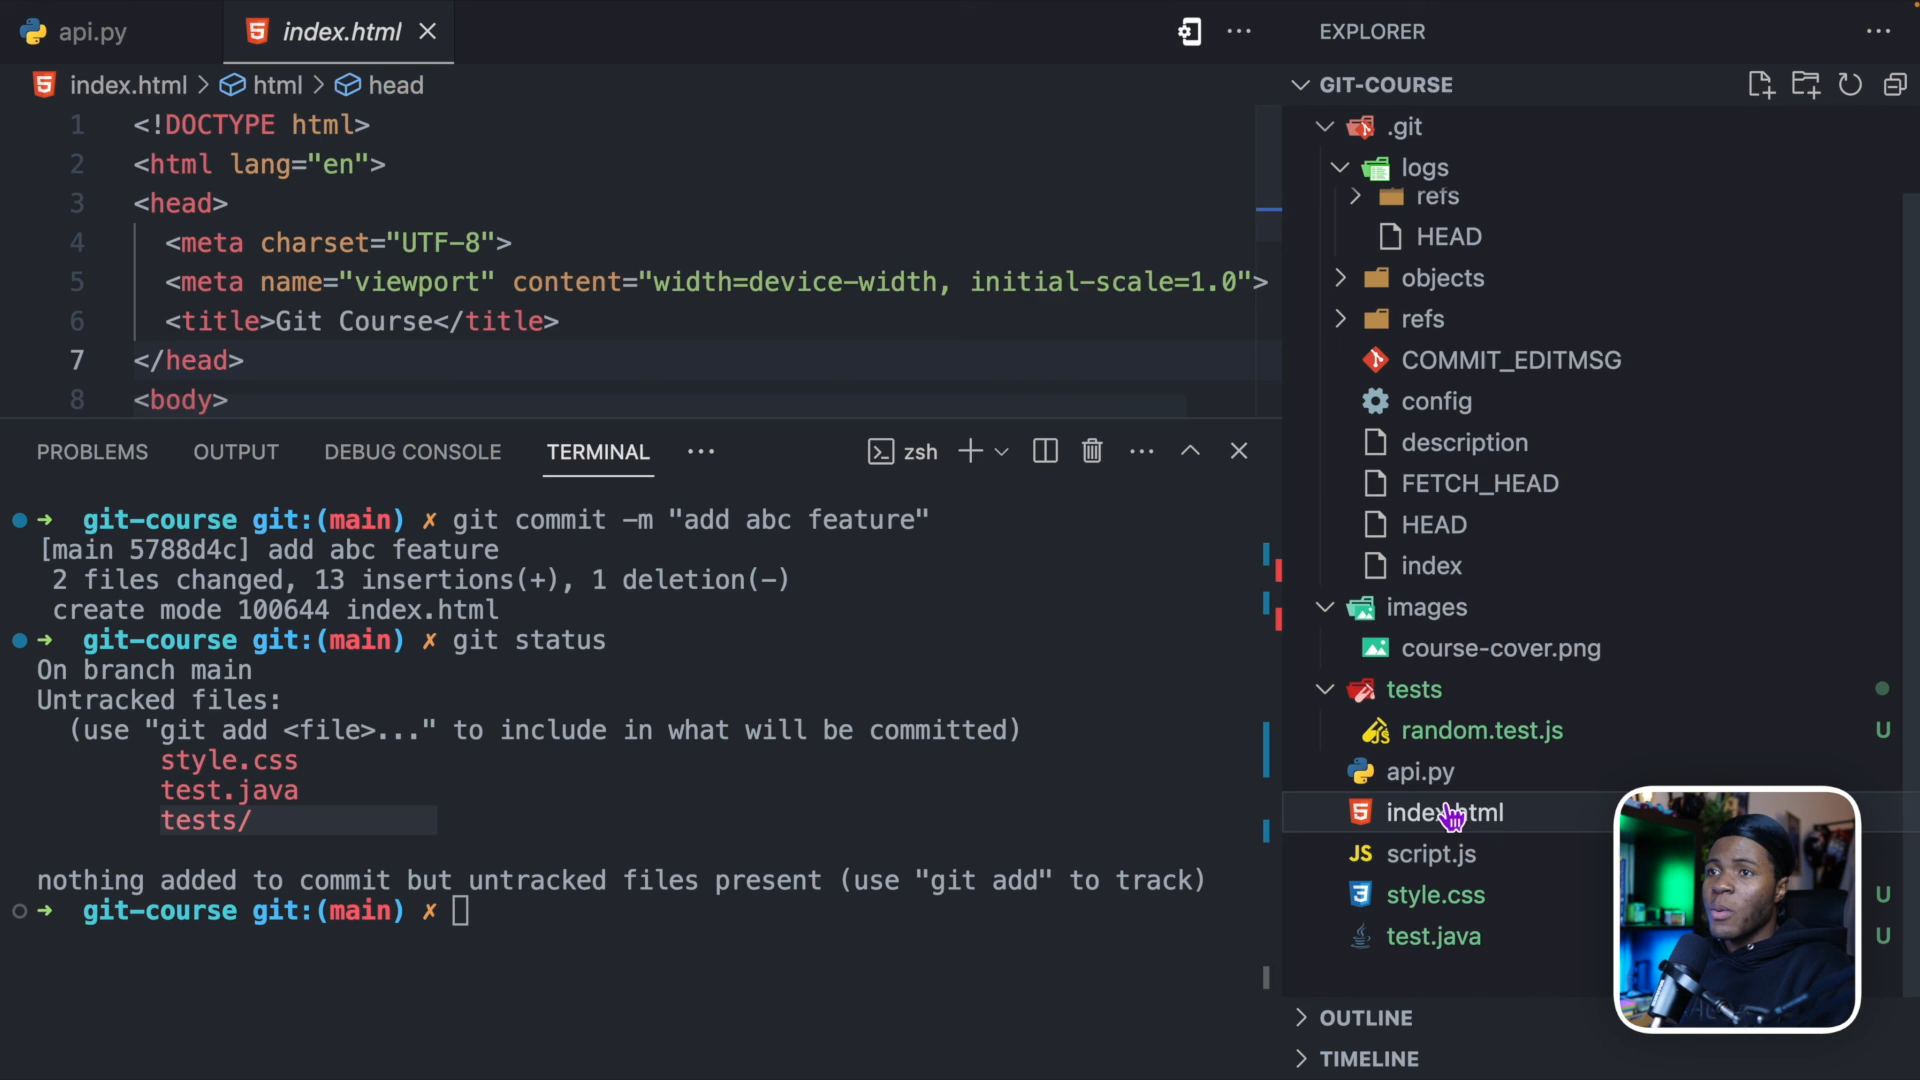 api.py
index.html
index.html > html > head
1 <!DOCTYPE html>
2 <html lang="en">
3 <head>
4 <meta charset="UTF-8">
5 <meta name="viewport" content="width=device-width, initial-scale=1.0">
6 <title>Git Course</title>
7 </head>
8 <body>
PROBLEMS OUTPUT DEBUG CONSOLE TERMINAL ··· zsh
→ git-course git:(main) ✗ git commit -m "add abc feature"
[main 5788d4c] add abc feature
2 files changed, 13 insertions(+), 1 deletion(-)
create mode 100644 index.html
→ git-course git:(main) ✗ git status
On branch main
Untracked files:
(use "git add <file>..." to include in what will be committed)
style.css
test.java
tests/
nothing added to commit but untracked files present (use "git add" to track)
→ git-course git:(main) ✗
EXPLORER
GIT-COURSE
.git
logs
refs
HEAD
objects
refs
COMMIT_EDITMSG
config
description
FETCH_HEAD
HEAD
index
images
course-cover.png
tests
random.test.js U
api.py
index.html
JS script.js
style.css U
test.java U
OUTLINE
TIMELINE